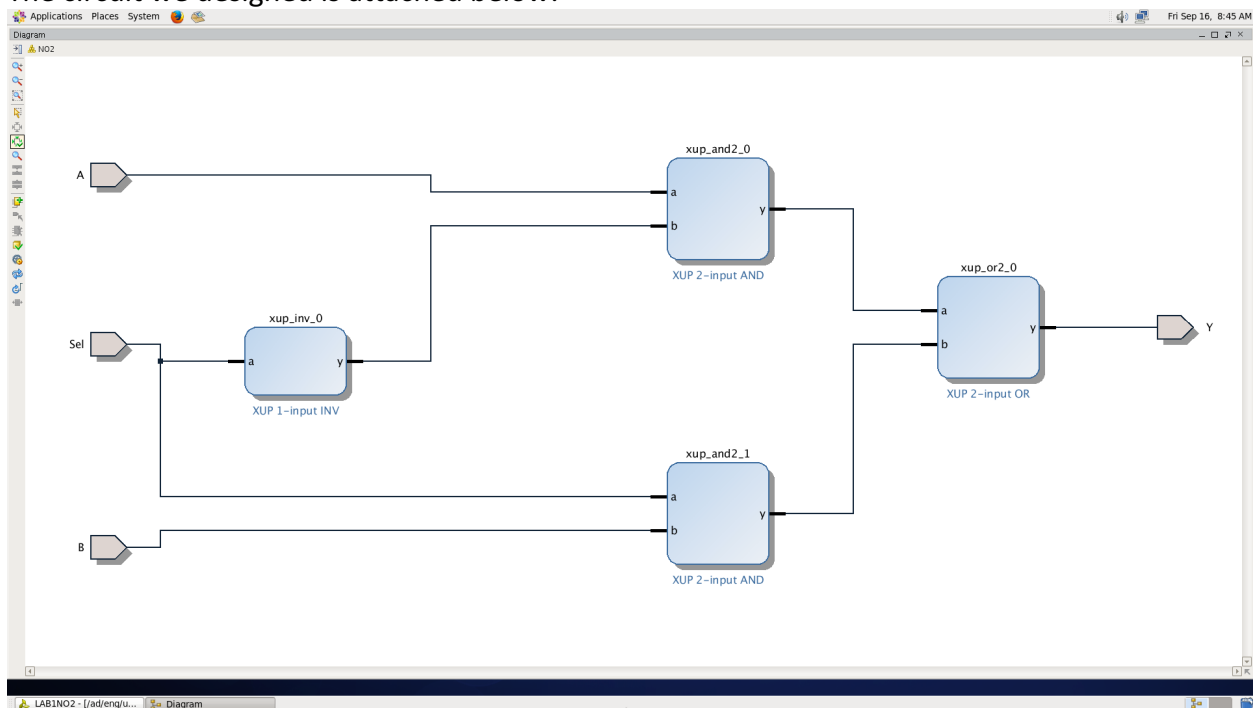 The circuit we designed is attached below:
Applications Places System
Fri Sep 16, 8:45 AM
Diagram
NO2
xup_and2_0
A
a
b
y
XUP 2-input AND
xup_or2_0
a
b
y
XUP 2-input OR
Y
xup_inv_0
Sel
a
y
XUP 1-input INV
xup_and2_1
a
b
y
B
XUP 2-input AND
LAB1NO2 - [/ad/eng/u...
Diagram